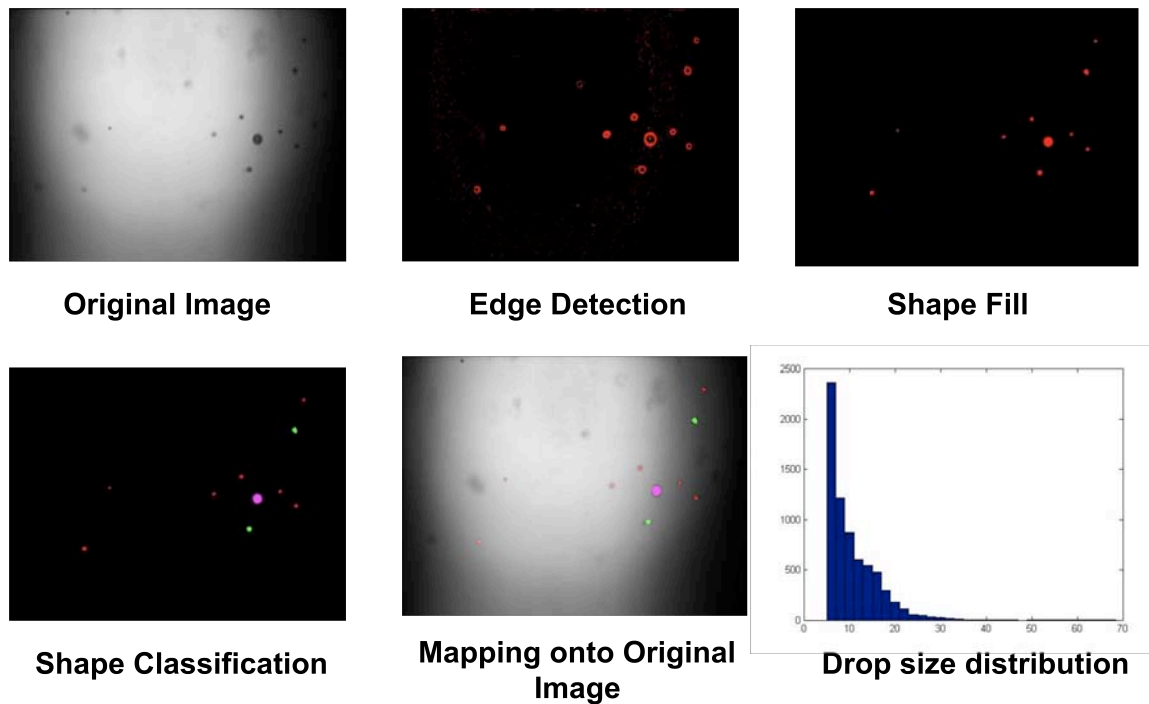 Original Image
Edge Detection
Shape Fill
Shape Classification
Mapping onto Original
Image
2500
2000
1500
1000
500
0
0 10 20 30 40 50 60 70
Drop size distribution